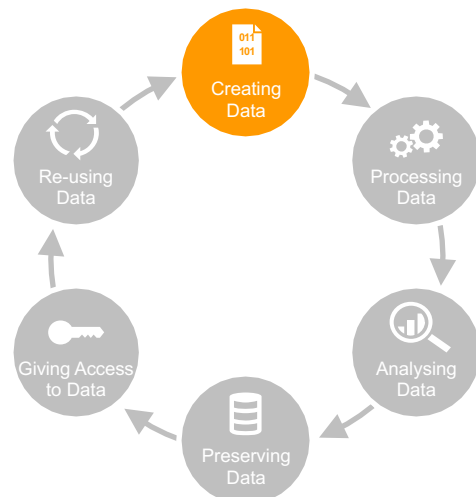 011
101
Creating
Data
Processing
Data
Analysing
Data
Preserving
Data
Giving Access
to Data
Re-using
Data